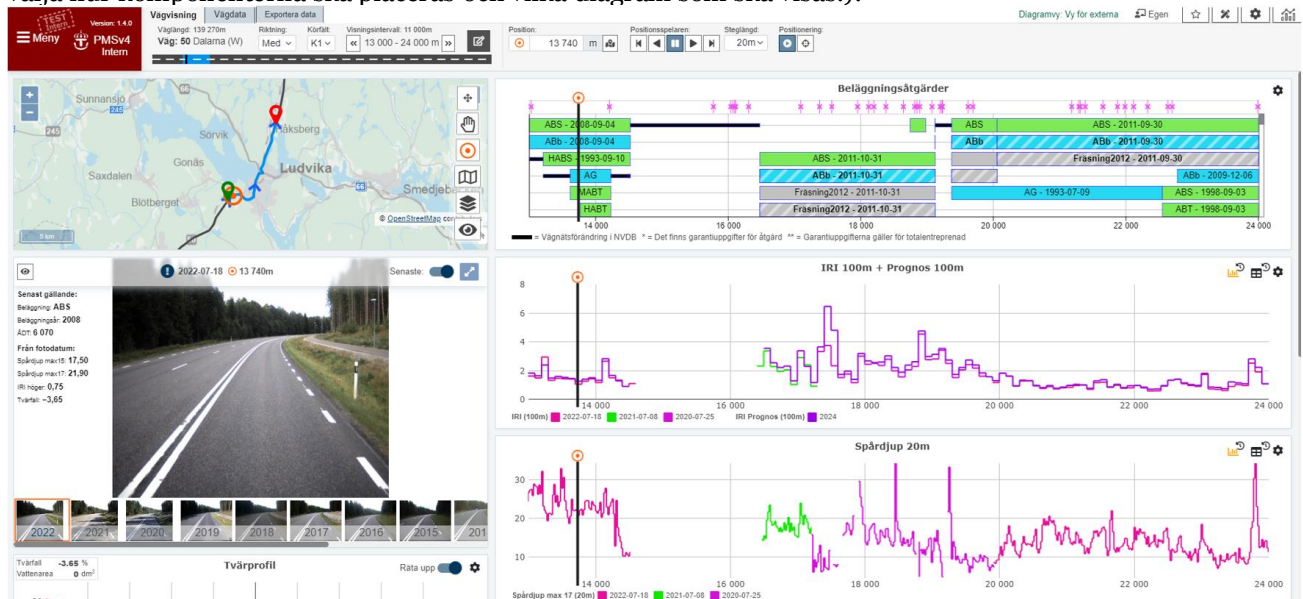 välja hur komponenterna ska placeras och vilka diagram som ska visas.).
TEST
Intern
Version: 1.4.0
Meny
PMSv4
Intern
Vägvisning Vägdata Exportera data
Diagramvy: Vy för externa Egen
Väglängd: 139 270m Riktning: Körfält: Visningsintervall: 11 000m
Väg: 50 Dalarna (W) Med K1 « 13 000 - 24 000 m »
Position: Positionsspelaren: Steglängd: Positionering:
13 740 m 20m
+
−
Sunnansjö
66
245
245
Sörvik
Gonäs
Saxdalen
Ludvika
Blötberget
66
5 km
© OpenStreetMap
Beläggningsåtgärder
ABS - 2008-09-04 ABS ABS - 2011-09-30
ABb - 2008-09-04 ABb ABb - 2011-09-30
HABS - 1993-09-10 ABS - 2011-10-31 Fräsning2012 - 2011-09-30
AG ABb - 2011-10-31 ABb - 2009-12-06
MABT Fräsning2012 - 2011-10-31 AG - 1993-07-09 ABS - 1998-09-03
HABT Fräsning2012 - 2011-10-31 ABT - 1998-09-03
14 000 16 000 18 000 20 000 22 000 24 000
= Vägnätsförändring i NVDB * = Det finns garantiuppgifter för åtgärd ** = Garantiuppgifterna gäller för totalentreprenad
2022-07-18 13 740m Senaste:
Senast gällande:
Beläggning: ABS
Beläggningsår: 2008
ÅDT: 6 070
Från fotodatum:
Spårdjup max15: 17,50
Spårdjup max17: 21,90
IRI höger: 0,75
Tvärfall: −3,65
2022 2021 2020 2019 2018 2017 2016 2015 201
IRI 100m + Prognos 100m
8
6
4
2
0
14 000 16 000 18 000 20 000 22 000 24 000
IRI (100m) 2022-07-18 2021-07-08 2020-07-25 IRI Prognos (100m) 2024
Spårdjup 20m
30
20
10
14 000 16 000 18 000 20 000 22 000 24 000
Spårdjup max 17 (20m) 2022-07-18 2021-07-08 2020-07-25
Tvärfall -3.65 %
Vattenarea 0 dm²
Tvärprofil
Räta upp